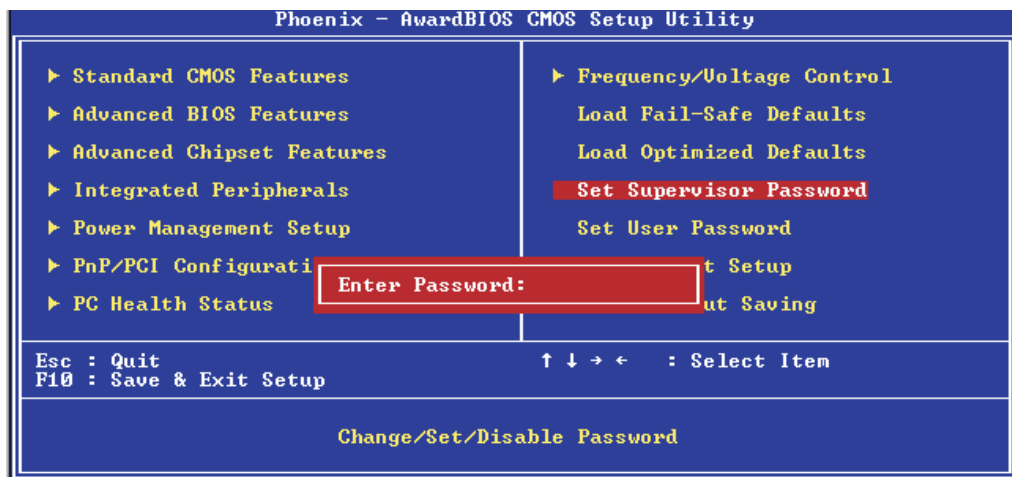 Phoenix - AwardBIOS CMOS Setup Utility
Standard CMOS Features
Advanced BIOS Features
Advanced Chipset Features
Integrated Peripherals
Power Management Setup
PnP/PCI Configurati
PC Health Status
Frequency/Voltage Control
Load Fail-Safe Defaults
Load Optimized Defaults
Set Supervisor Password
Set User Password
t Setup
ut Saving
Enter Password:
Esc : Quit
F10 : Save & Exit Setup
↑ ↓ → ← : Select Item
Change/Set/Disable Password